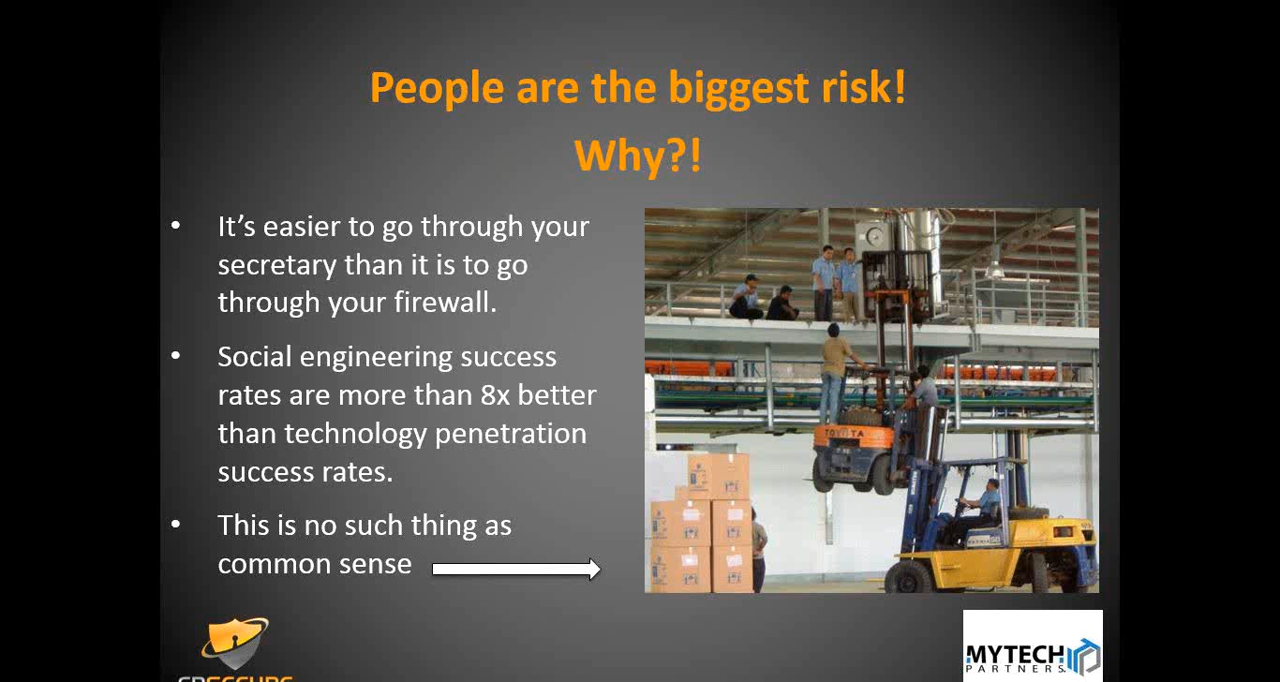 People are the biggest risk!
Why?!
• It’s easier to go through your
secretary than it is to go
through your firewall.
• Social engineering success
rates are more than 8x better
than technology penetration
success rates.
• This is no such thing as
common sense
TOYOTA
MYTECH
PARTNERS